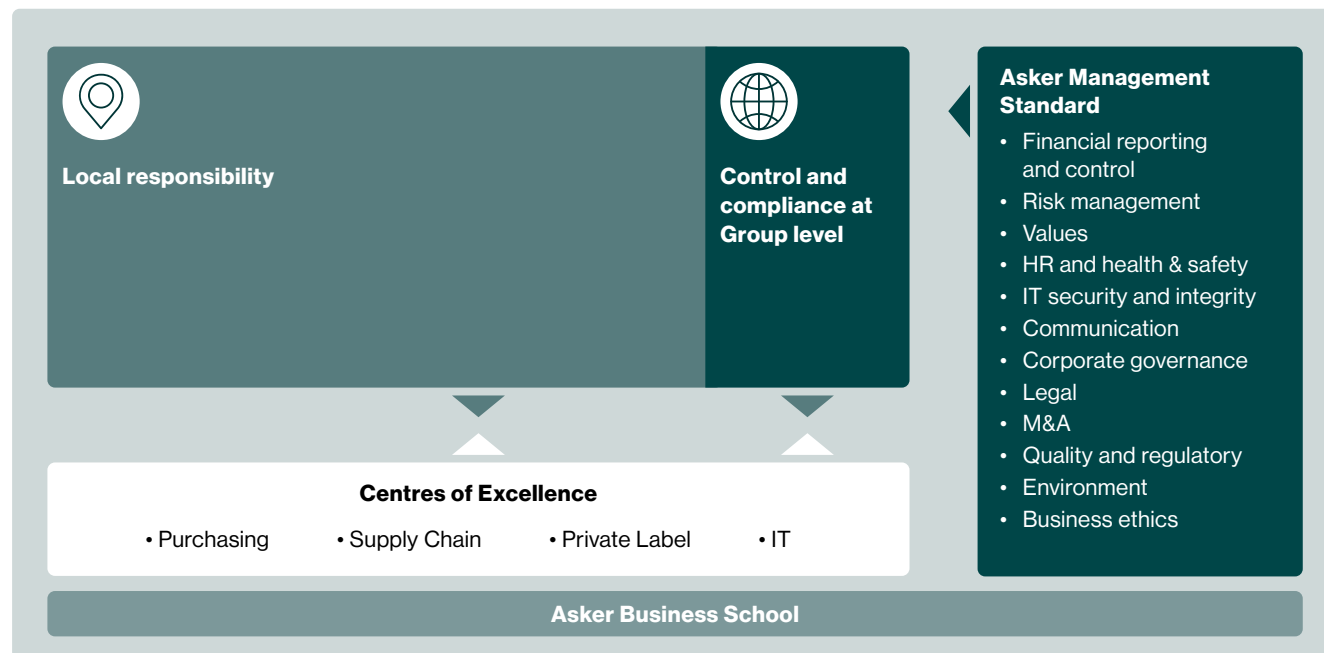 Local responsibility
Control and
compliance at
Group level
Asker Management
Standard
• Financial reporting
and control
• Risk management
• Values
• HR and health & safety
• IT security and integrity
• Communication
• Corporate governance
• Legal
• M&A
• Quality and regulatory
• Environment
• Business ethics
Centres of Excellence
• Purchasing • Supply Chain • Private Label • IT
Asker Business School